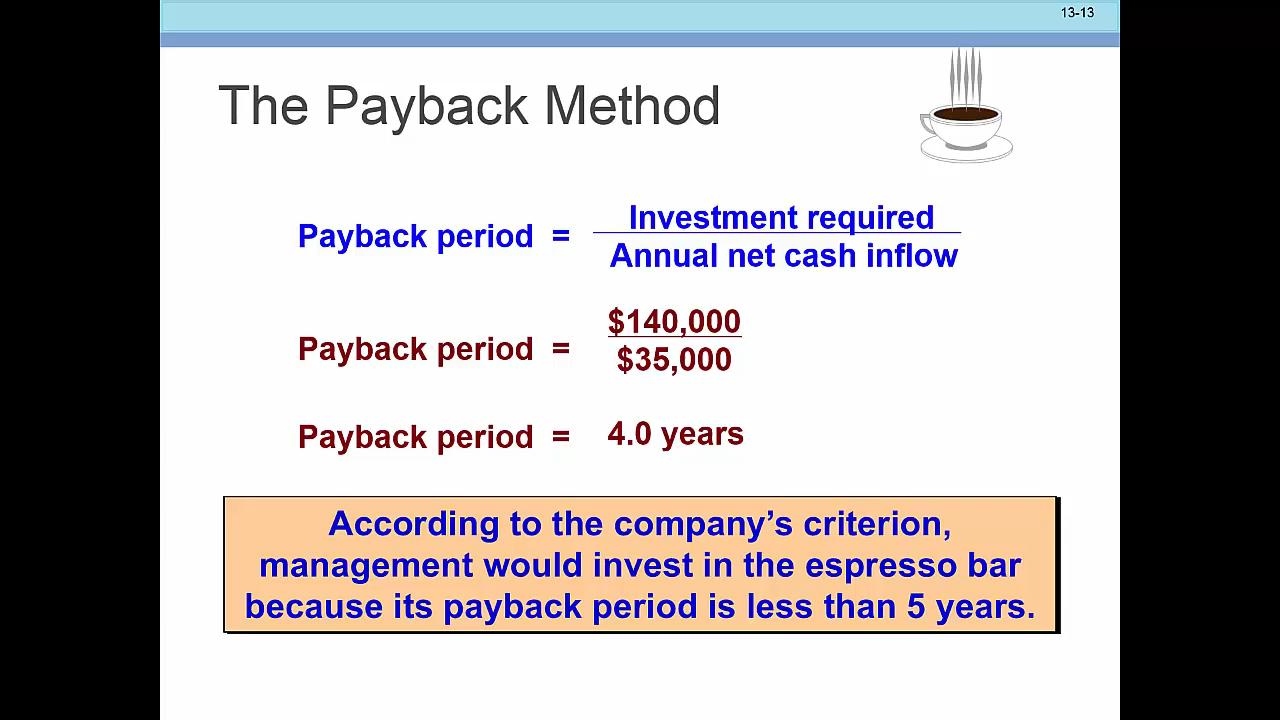 13-13
The Payback Method
Payback period = Investment required
Annual net cash inflow
Payback period = $140,000
$35,000
Payback period = 4.0 years
According to the company’s criterion,
management would invest in the espresso bar
because its payback period is less than 5 years.